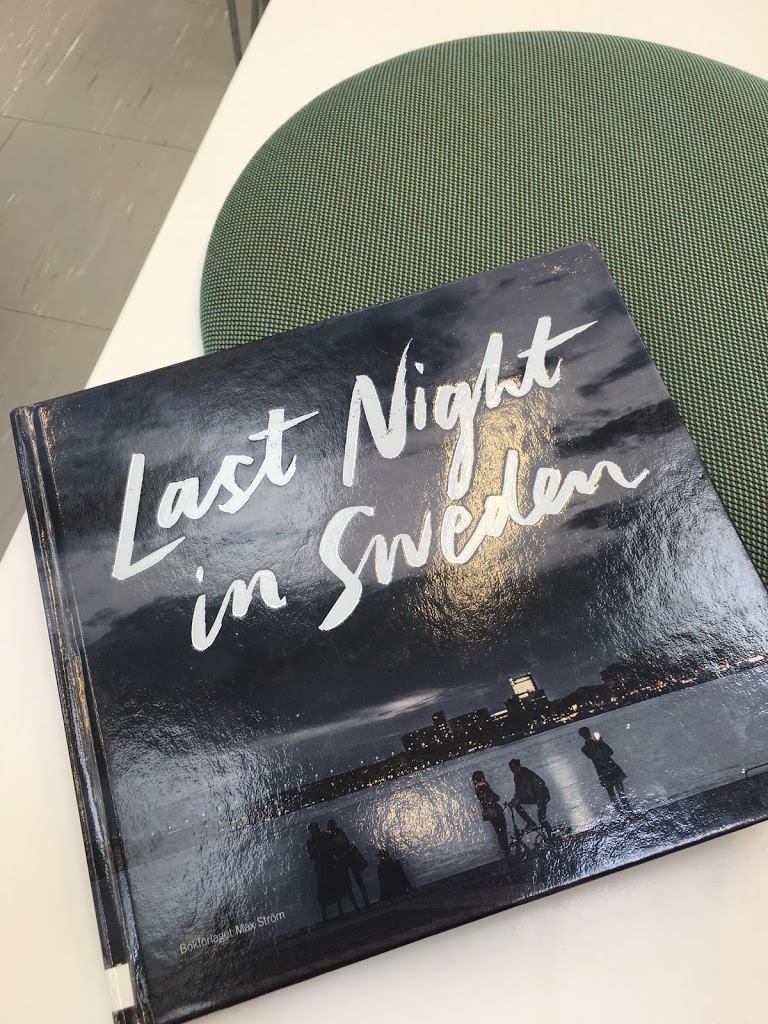 Last Night
in Sweden
Bokförlaget Max Ström